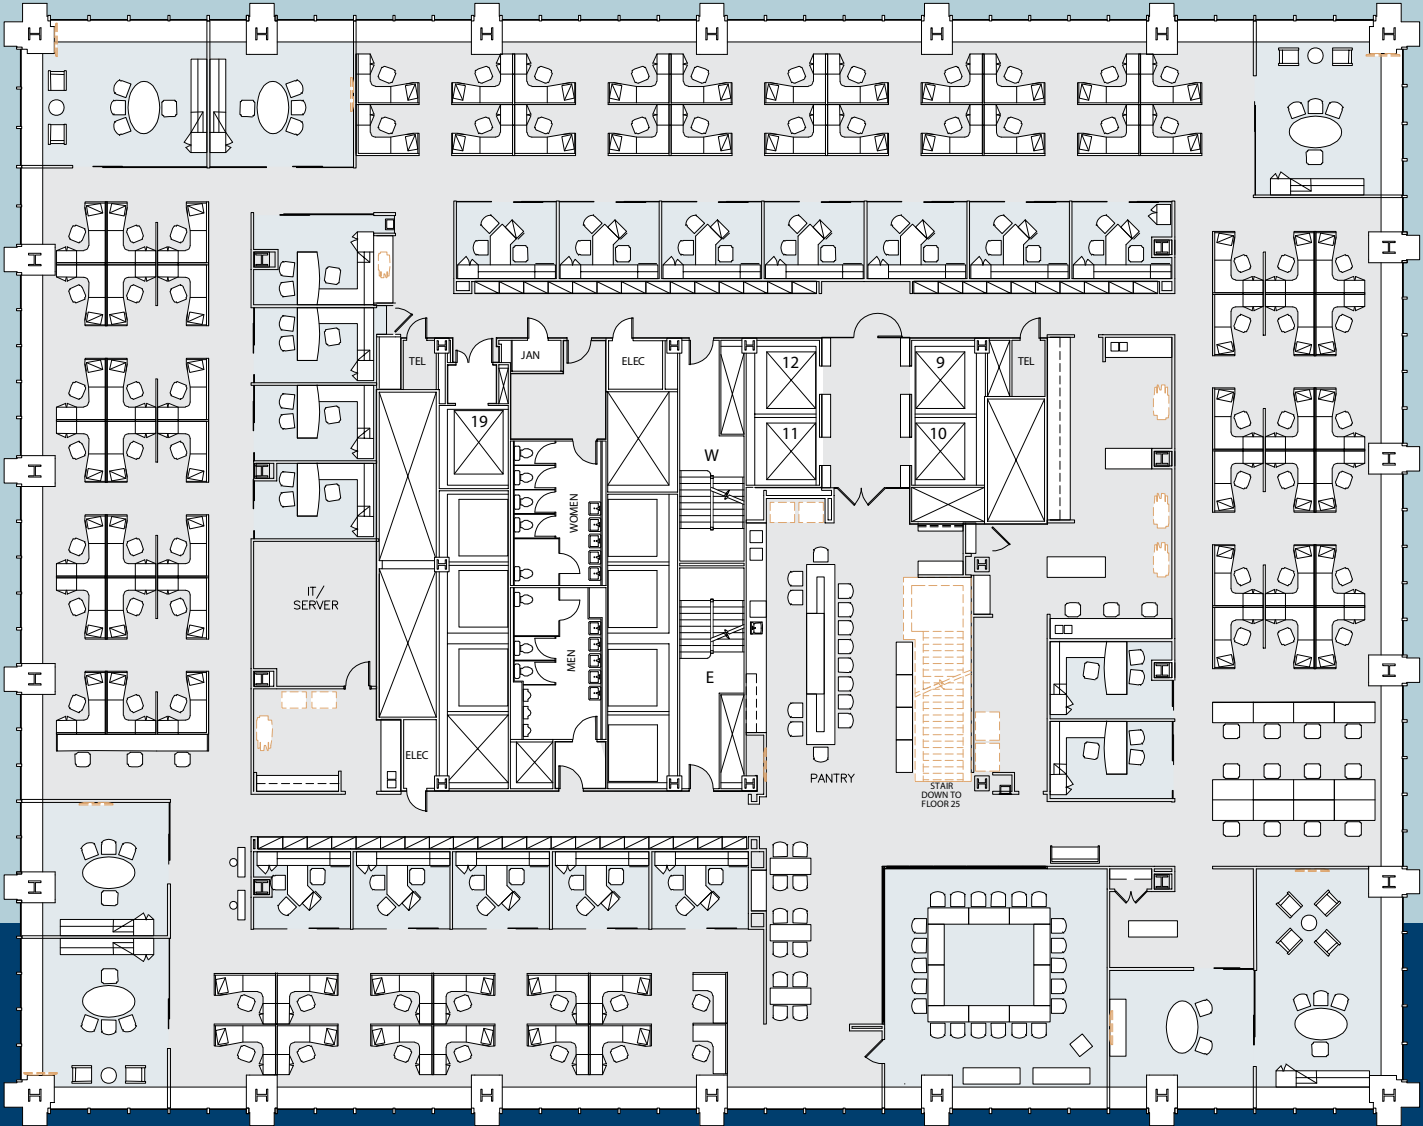 TEL
JAN
ELEC
12
9
TEL
19
11
10
W
WOMEN
IT/
SERVER
MEN
E
ELEC
PANTRY
STAIR
DOWN TO
FLOOR 25